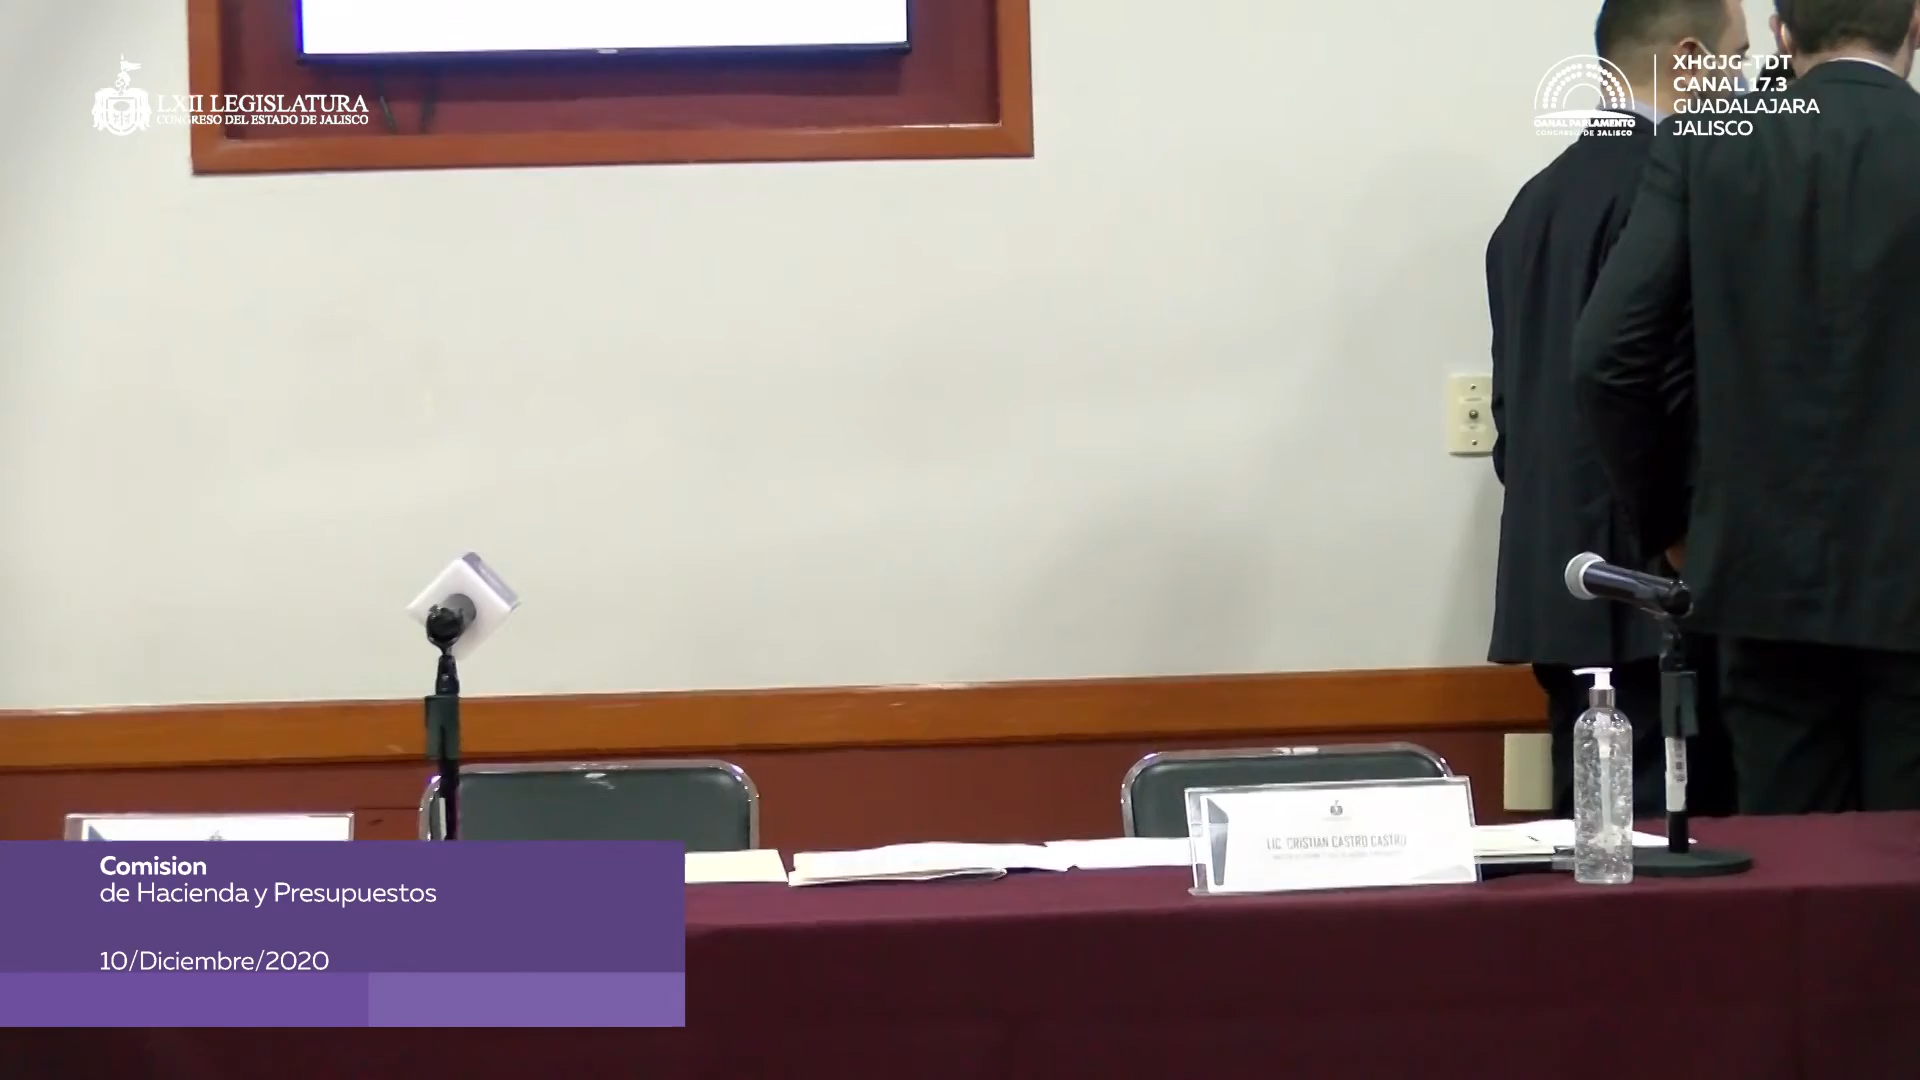 LXII LEGISLATURA
CONGRESO DEL ESTADO DE JALISCO
CANAL PARLAMENTO
CONGRESO DE JALISCO
XHGJG-TDT
CANAL 17.3
GUADALAJARA
JALISCO
LIC. CRISTIAN CASTRO CASTRO
Comision
de Hacienda y Presupuestos
10/Diciembre/2020